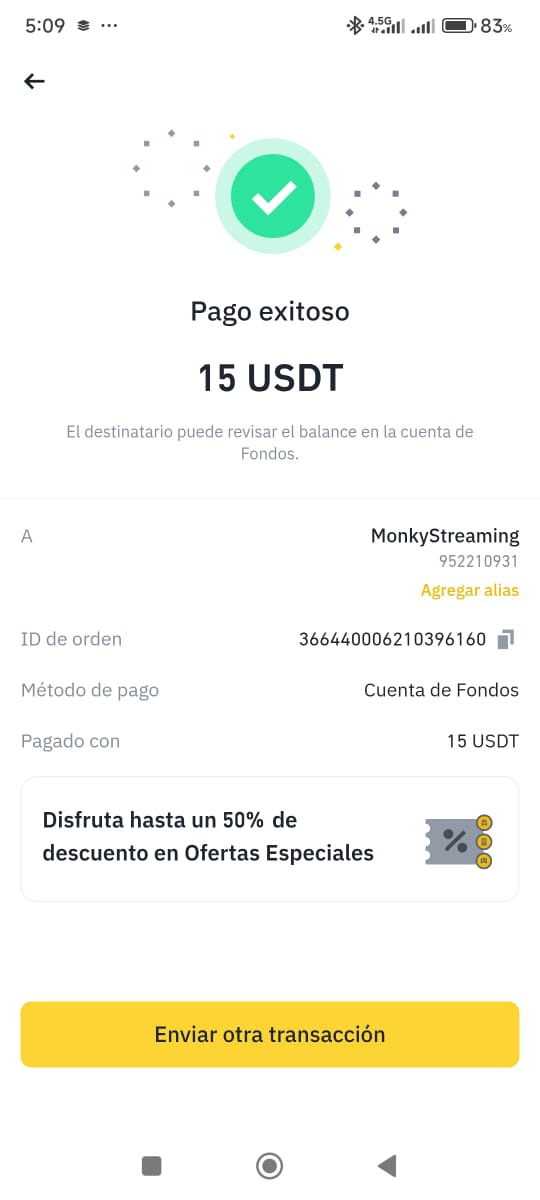 5:09
4.5G
83%
Pago exitoso
15 USDT
El destinatario puede revisar el balance en la cuenta de
Fondos.
A
MonkyStreaming
952210931
Agregar alias
ID de orden
366440006210396160
Método de pago
Cuenta de Fondos
Pagado con
15 USDT
Disfruta hasta un 50% de
descuento en Ofertas Especiales
%
Enviar otra transacción